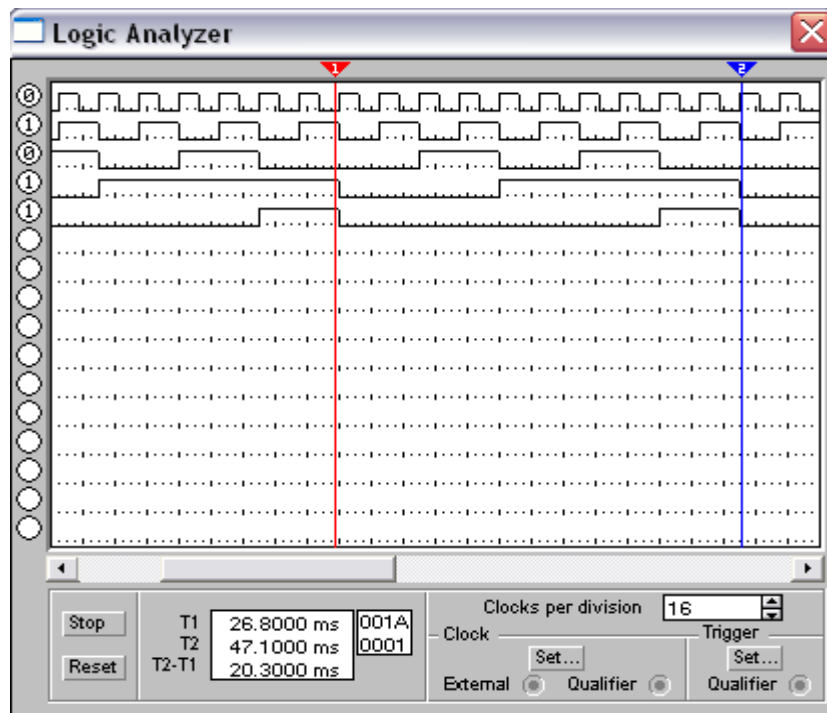 Logic Analyzer
1 2
0
1
0
1
1
Clocks per division 16
Stop T1 26.8000 ms 001A
Clock Trigger
T2 47.1000 ms 0001
Set... Set...
Reset T2-T1 20.3000 ms
External Qualifier Qualifier